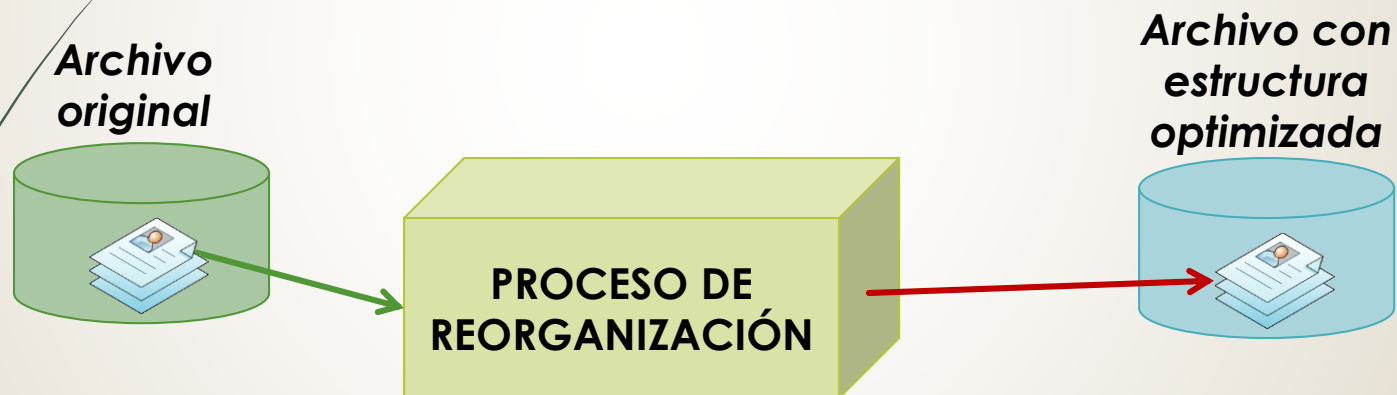 Archivo
original
PROCESO DE
REORGANIZACIÓN
Archivo con
estructura
optimizada